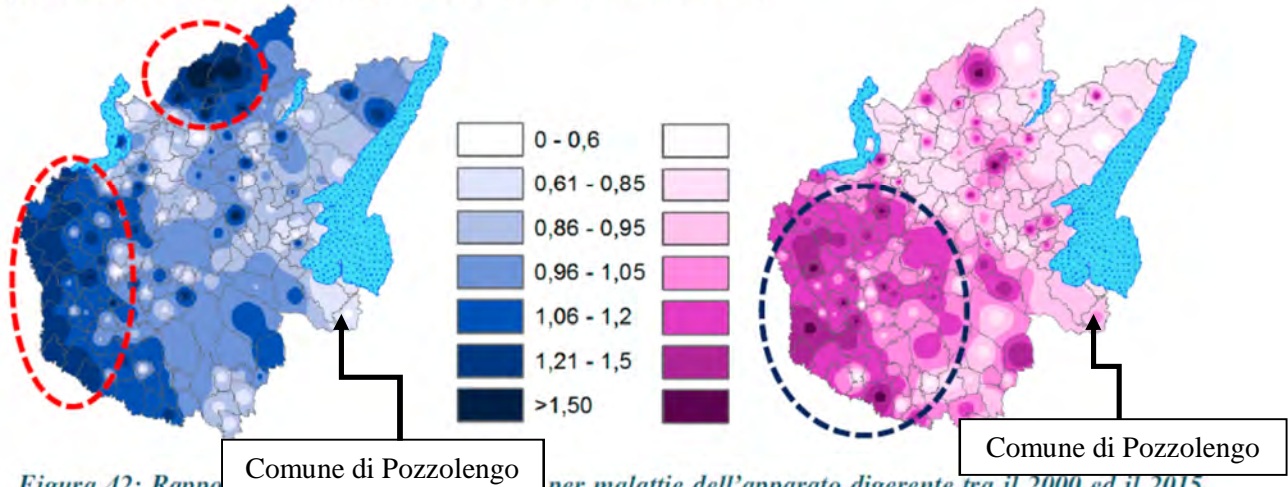 0 - 0,6
0,61 - 0,85
0,86 - 0,95
0,96 - 1,05
1,06 - 1,2
1,21 - 1,5
>1,50
Comune di Pozzolengo
Comune di Pozzolengo
Figura 42: Rappo per malattie dell'apparato digerente tra il 2000 ed il 2015